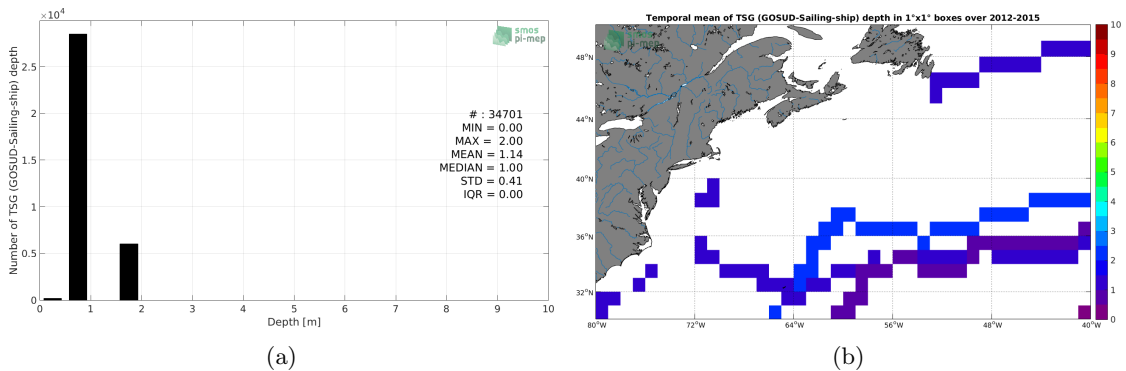 ×10⁴
2.5
2
1.5
1
0.5
0
Number of TSG (GOSUD-Sailing-ship) depth
smos
pi-mep
# : 34701
MIN = 0.00
MAX = 2.00
MEAN = 1.14
MEDIAN = 1.00
STD = 0.41
IQR = 0.00
0 1 2 3 4 5 6 7 8 9 10
Depth [m]
(a)
Temporal mean of TSG (GOSUD-Sailing-ship) depth in 1°x1° boxes over 2012-2015
smos
pi-mep
48°N
44°N
40°N
36°N
32°N
80°W 72°W 64°W 56°W 48°W 40°W
10
9
8
7
6
5
4
3
2
1
0
(b)